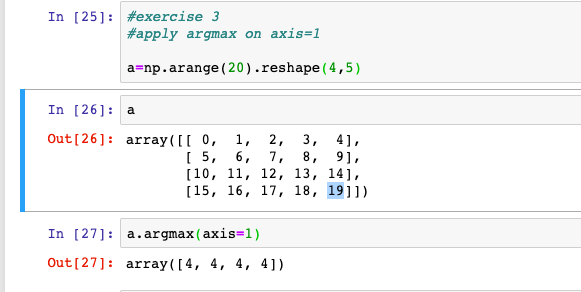 In [25]: #exercise 3
#apply argmax on axis=1
a=np.arange(20).reshape(4,5)
In [26]: a
Out[26]: array([[ 0,  1,  2,  3,  4],
[ 5,  6,  7,  8,  9],
[10, 11, 12, 13, 14],
[15, 16, 17, 18, 19]])
In [27]: a.argmax(axis=1)
Out[27]: array([4, 4, 4, 4])